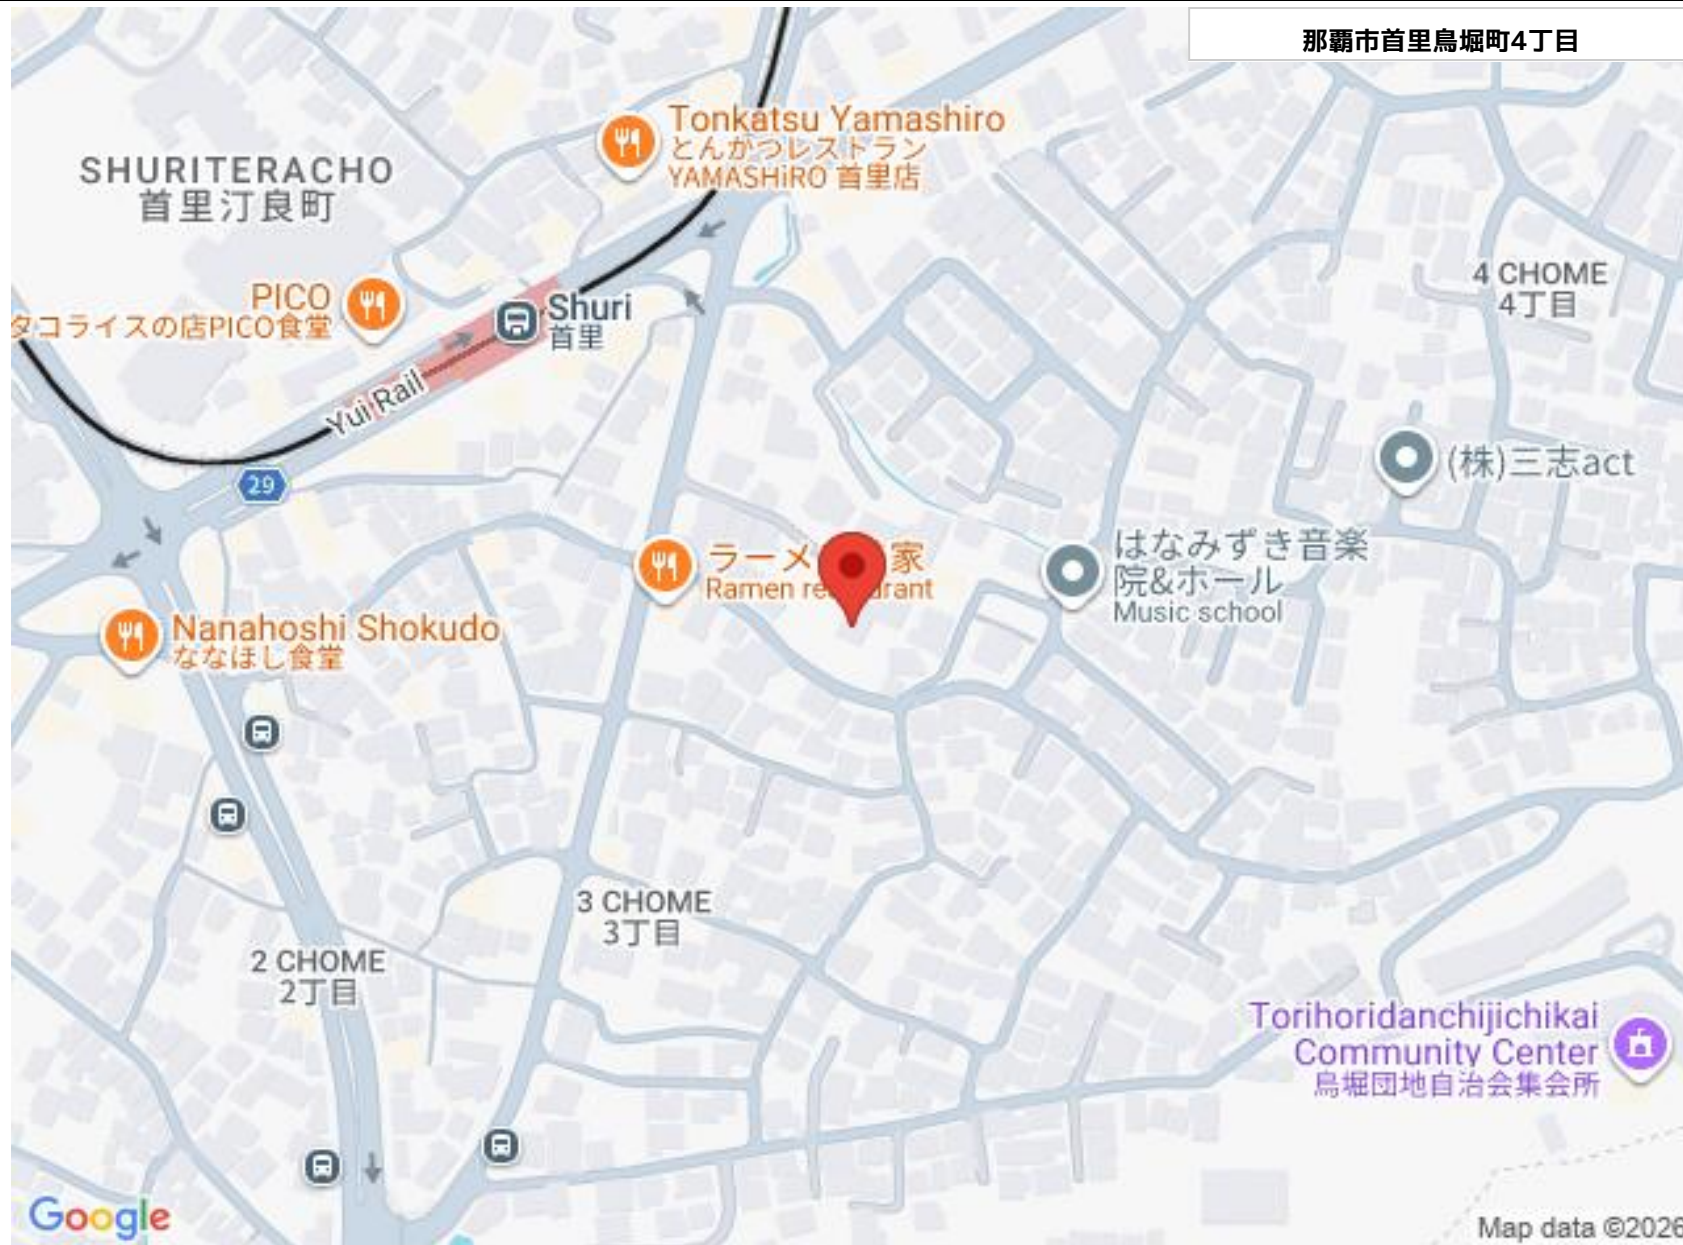 那覇市首里鳥堀町4丁目
Tonkatsu Yamashiro
とんかつレストラン
YAMASHiRO 首里店
SHURITERACHO
首里汀良町
4 CHOME
4丁目
PICO
タコライスの店PICO食堂
Shuri
首里
Yui Rail
29
(株)三志act
ラーメ
家
Ramen
はなみずき音楽
院&ホール
Music school
Nanahoshi Shokudo
ななほし食堂
3 CHOME
3丁目
2 CHOME
2丁目
Torihoridanchijichikai
Community Center
鳥堀団地自治会集会所
Google
Map data ©2026